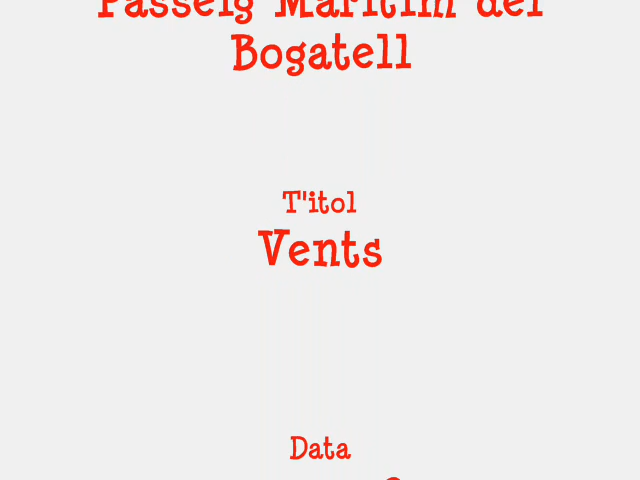 Passeig Marítim del
Bogatell
T'itol
Vents
Data